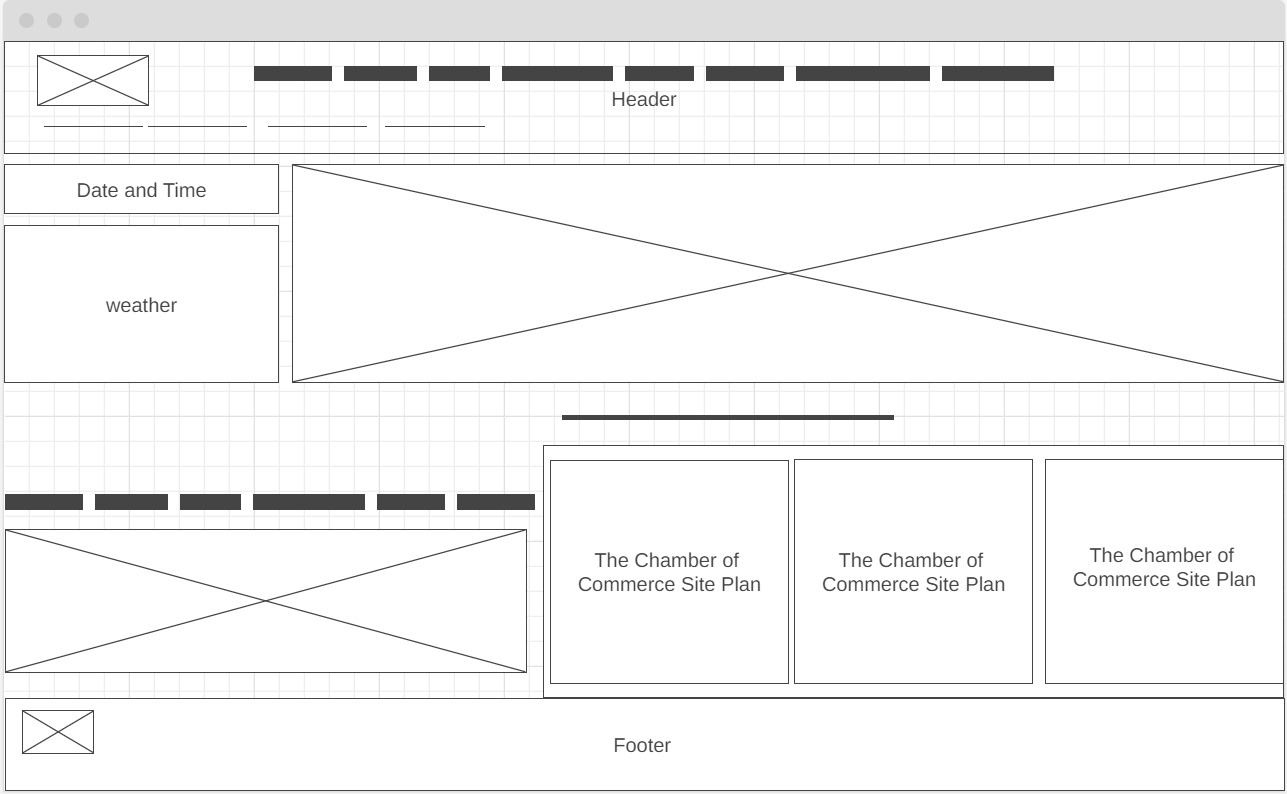 Header
Date and Time
weather
The Chamber of
Commerce Site Plan
The Chamber of
Commerce Site Plan
The Chamber of
Commerce Site Plan
Footer